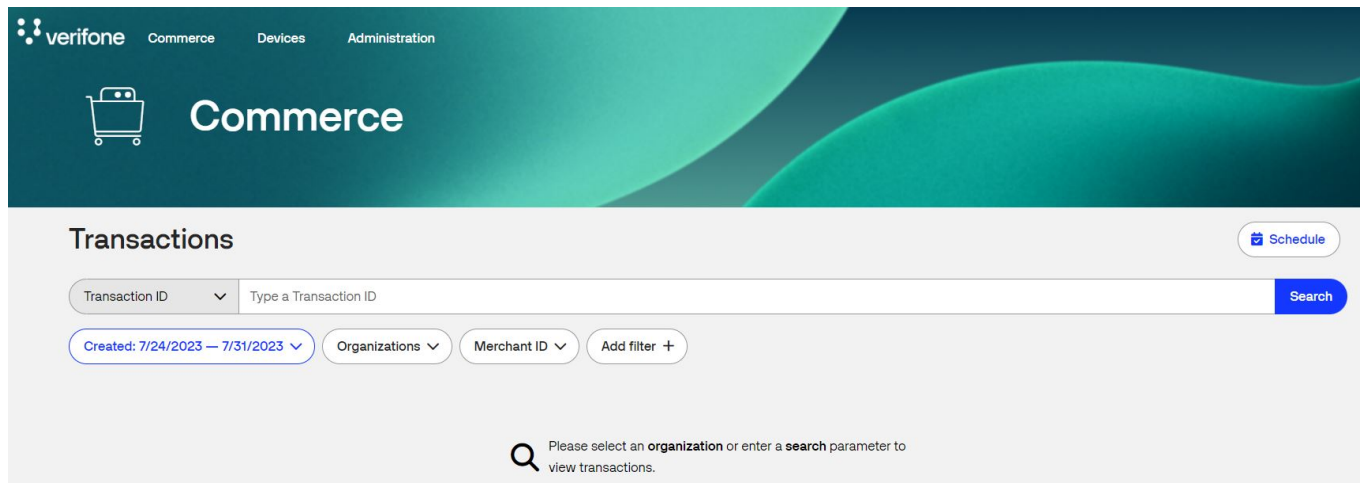 verifone Commerce Devices Administration
Commerce
Transactions
Schedule
Transaction ID Type a Transaction ID Search
Created: 7/24/2023 — 7/31/2023 Organizations Merchant ID Add filter +
Please select an organization or enter a search parameter to
view transactions.